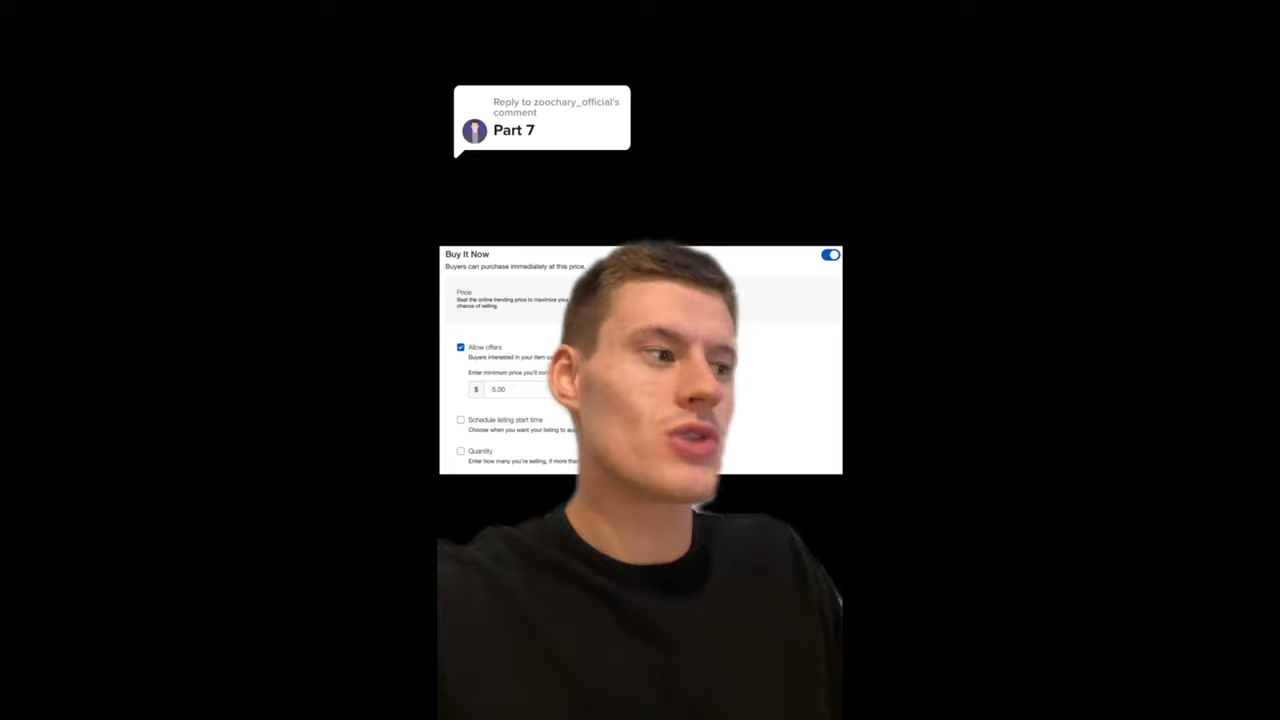 Reply to zoochary_official's
comment
Part 7
Buy It Now
Buyers can purchase immediately at this price.
Price
Beat the online trending price to maximize your
chance of selling.
Allow offers
Buyers interested in your item
Enter minimum price you'll
$ 5.00
Schedule listing start time
Choose when you want your listing to
Quantity
Enter how many you're selling, if more